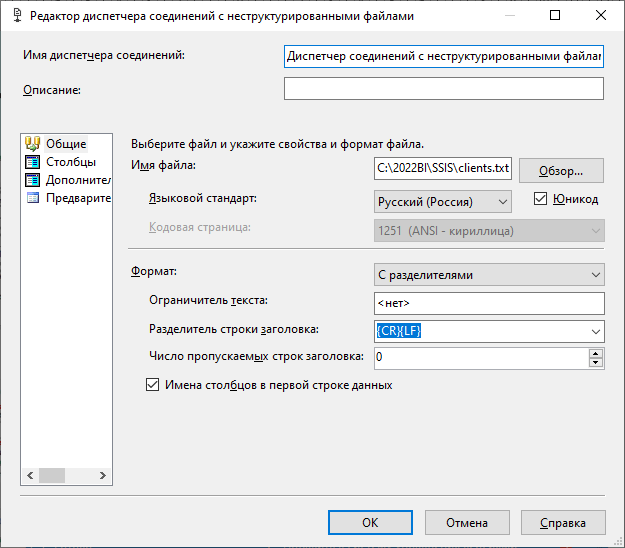 Редактор диспетчера соединений с неструктурированными файлами
Имя диспетчера соединений:
Диспетчер соединений с неструктурированными файлам
Описание:
Общие
Столбцы
Дополнител
Предварите
Выберите файл и укажите свойства и формат файла.
Имя файла:
C:\2022BI\SSIS\clients.txt
Обзор...
Языковой стандарт:
Русский (Россия)
Юникод
Кодовая страница:
1251 (ANSI - кириллица)
Формат:
С разделителями
Ограничитель текста:
<нет>
Разделитель строки заголовка:
{CR}{LF}
Число пропускаемых строк заголовка:
0
Имена столбцов в первой строке данных
ОК
Отмена
Справка